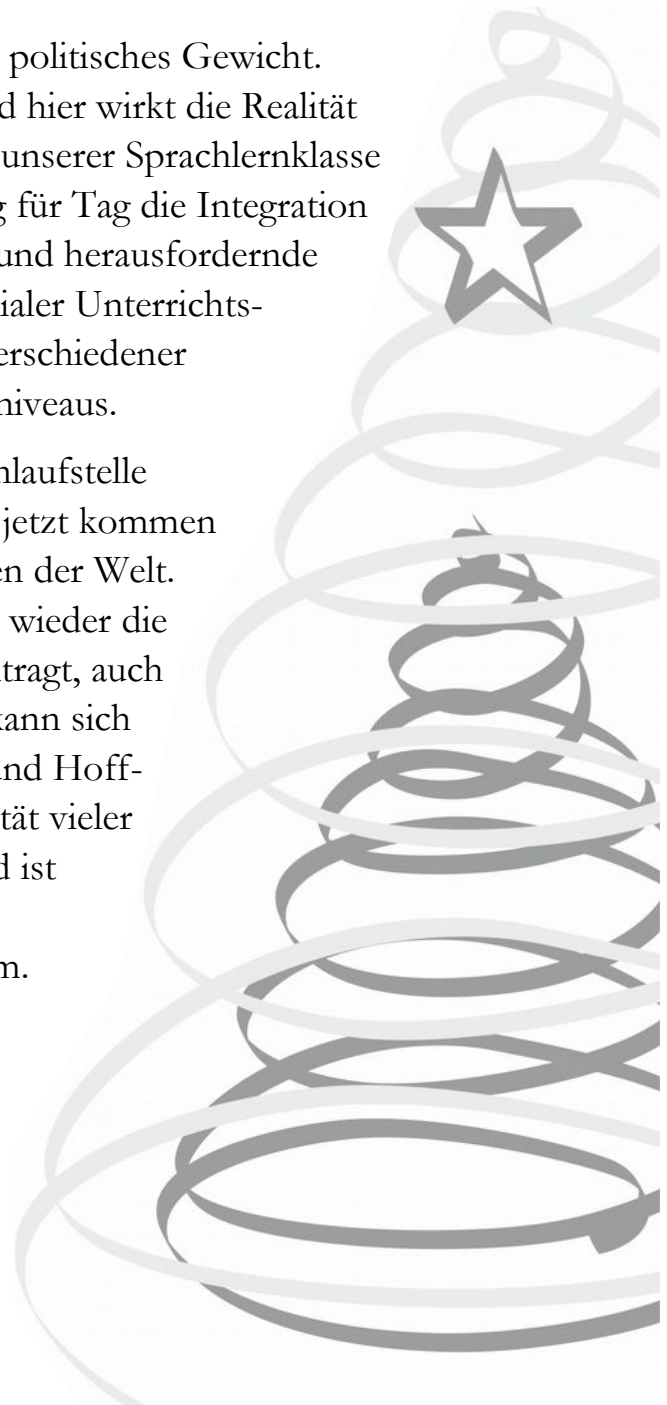 politisches Gewicht.
d hier wirkt die Realität
unserer Sprachlernklasse
g für Tag die Integration
und herausfordernde
ialer Unterrichts-
erschiedener
niveaus.
nlaufstelle
jetzt kommen
en der Welt.
wieder die
tragt, auch
kann sich
und Hoff-
tät vieler
d ist
m.